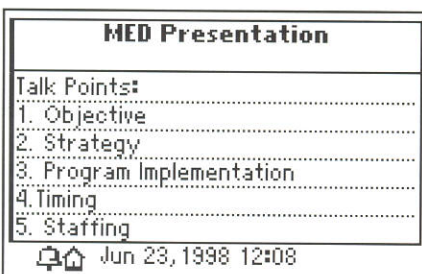 MED Presentation
Talk Points:
1. Objective
2. Strategy
3. Program Implementation
4.Timing
5. Staffing
Jun 23, 1998 12:08